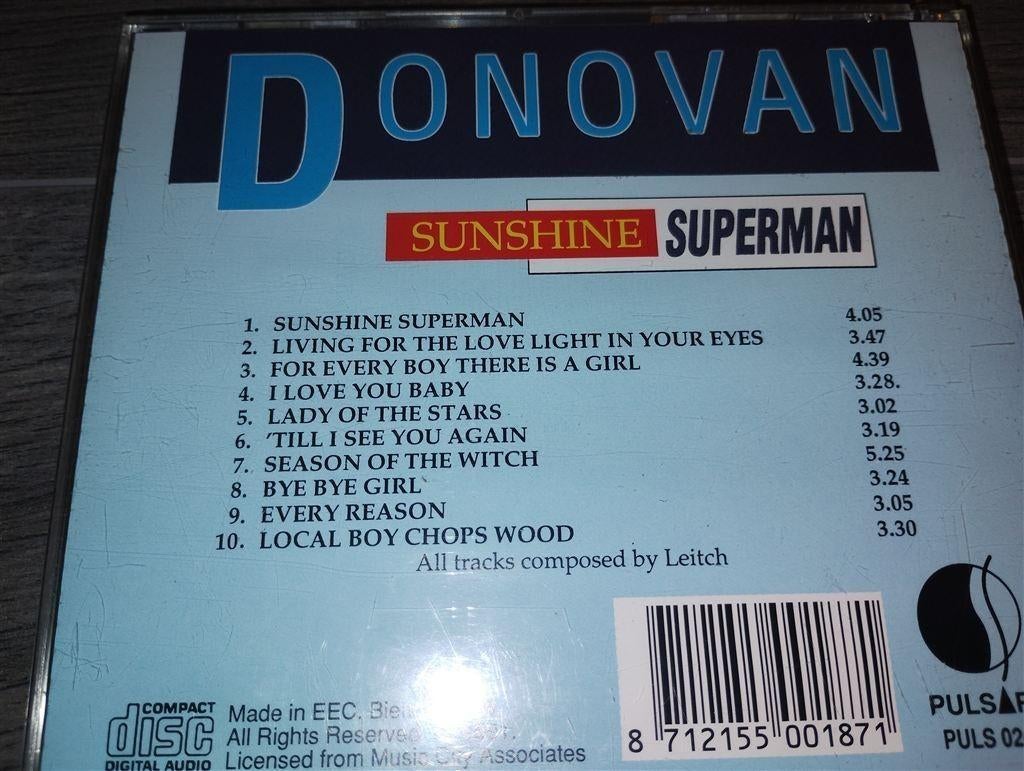 DONOVAN
SUNSHINE SUPERMAN
1. SUNSHINE SUPERMAN 4.05
2. LIVING FOR THE LOVE LIGHT IN YOUR EYES 3.47
3. FOR EVERY BOY THERE IS A GIRL 4.39
4. I LOVE YOU BABY 3.28.
5. LADY OF THE STARS 3.02
6. 'TILL I SEE YOU AGAIN 3.19
7. SEASON OF THE WITCH 5.25
8. BYE BYE GIRL 3.24
9. EVERY REASON 3.05
10. LOCAL BOY CHOPS WOOD 3.30
All tracks composed by Leitch
COMPACT
disc
DIGITAL AUDIO
Made in EEC.
All Rights Reserved
Licensed from Music City Associates
8 712155 001871
PULSAR
PULS 02